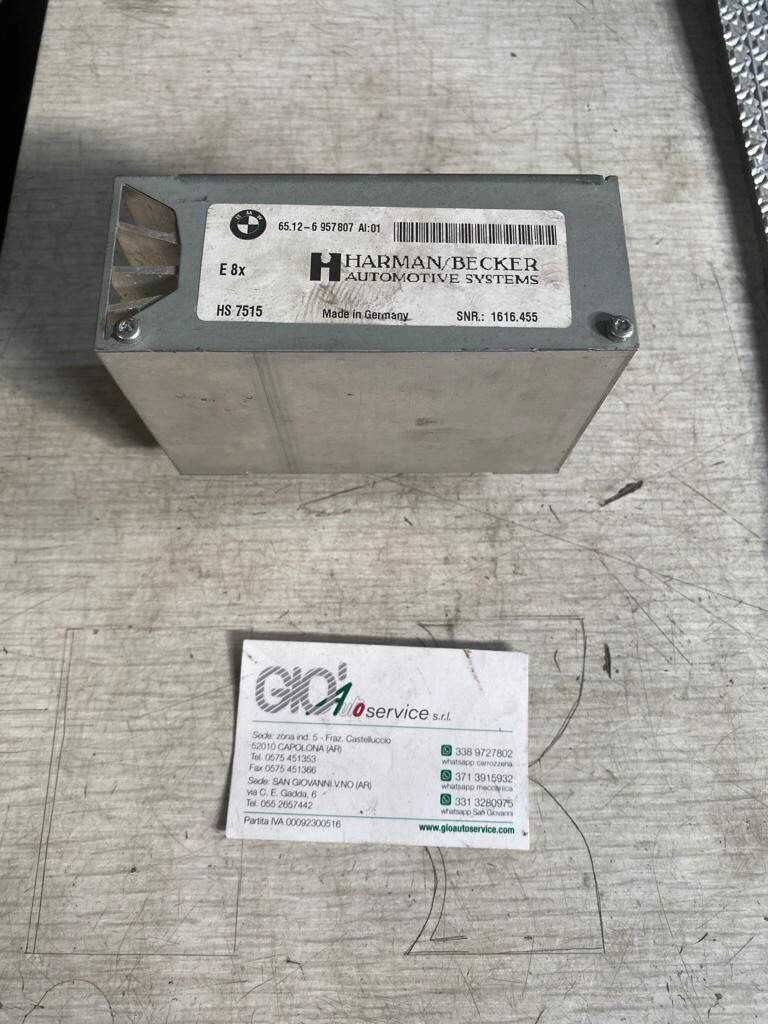 BMW
65.12-6 957807 AI:01
E 8x
HARMAN/BECKER
AUTOMOTIVE SYSTEMS
HS 7515
Made in Germany
SNR.: 1616.455
GIO' Auto service s.r.l.
Sede: zona ind. 5 - Fraz. Castelluccio
52010 CAPOLONA (AR)
Tel. 0575 451353
Fax 0575 451366
Sede: SAN GIOVANNI V.NO (AR)
via C. E. Gadda, 6
Tel. 055 2657442
Partita IVA 00092300516
338 9727802
whatsapp carrozzeria
371 3915932
whatsapp meccanica
331 3280975
whatsapp San Giovanni
www.gioautoservice.com